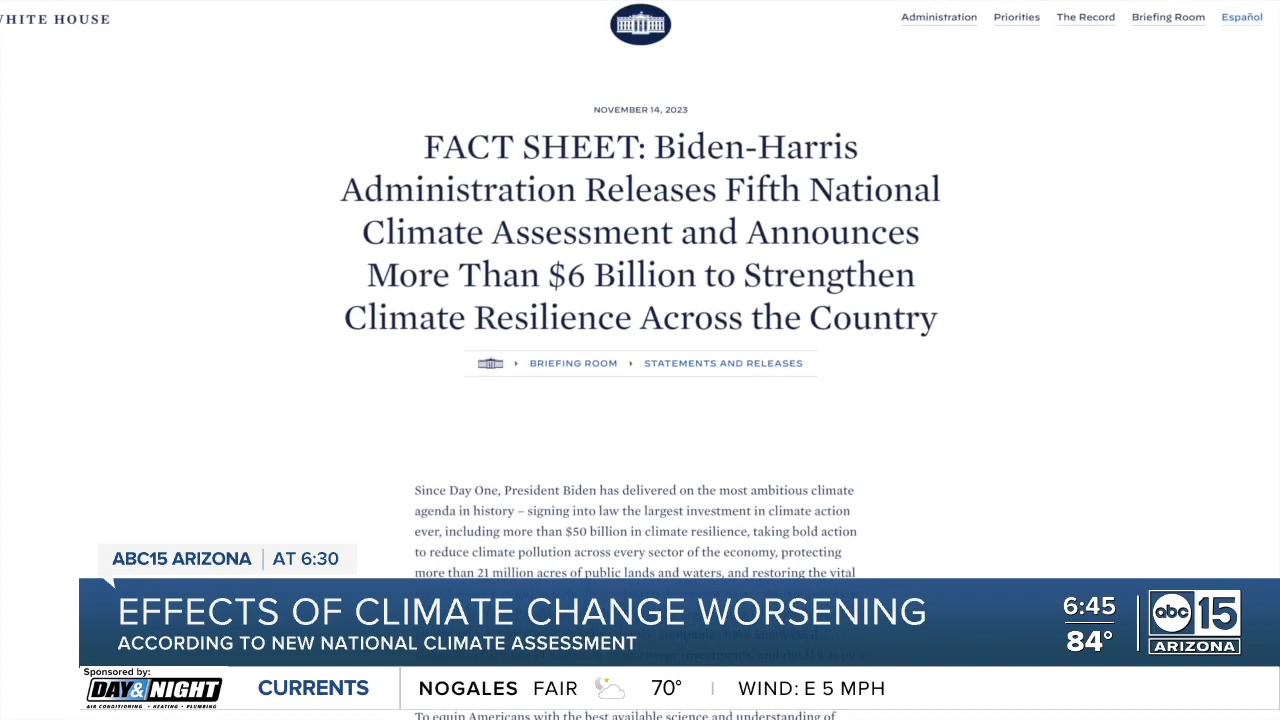 WHITE HOUSE
Administration Priorities The Record Briefing Room Español
NOVEMBER 14, 2023
FACT SHEET: Biden-Harris
Administration Releases Fifth National
Climate Assessment and Announces
More Than $6 Billion to Strengthen
Climate Resilience Across the Country
BRIEFING ROOM STATEMENTS AND RELEASES
Since Day One, President Biden has delivered on the most ambitious climate
agenda in history – signing into law the largest investment in climate action
ever, including more than $50 billion in climate resilience, taking bold action
to reduce climate pollution across every sector of the economy, protecting
more than 21 million acres of public lands and waters, and restoring the vital
ABC15 ARIZONA | AT 6:30
EFFECTS OF CLIMATE CHANGE WORSENING
ACCORDING TO NEW NATIONAL CLIMATE ASSESSMENT
6:45
84°
abc 15
ARIZONA
Sponsored by:
DAY & NIGHT
AIR CONDITIONING • HEATING • PLUMBING
CURRENTS
NOGALES FAIR 70° | WIND: E 5 MPH
To equip Americans with the best available science and understanding of